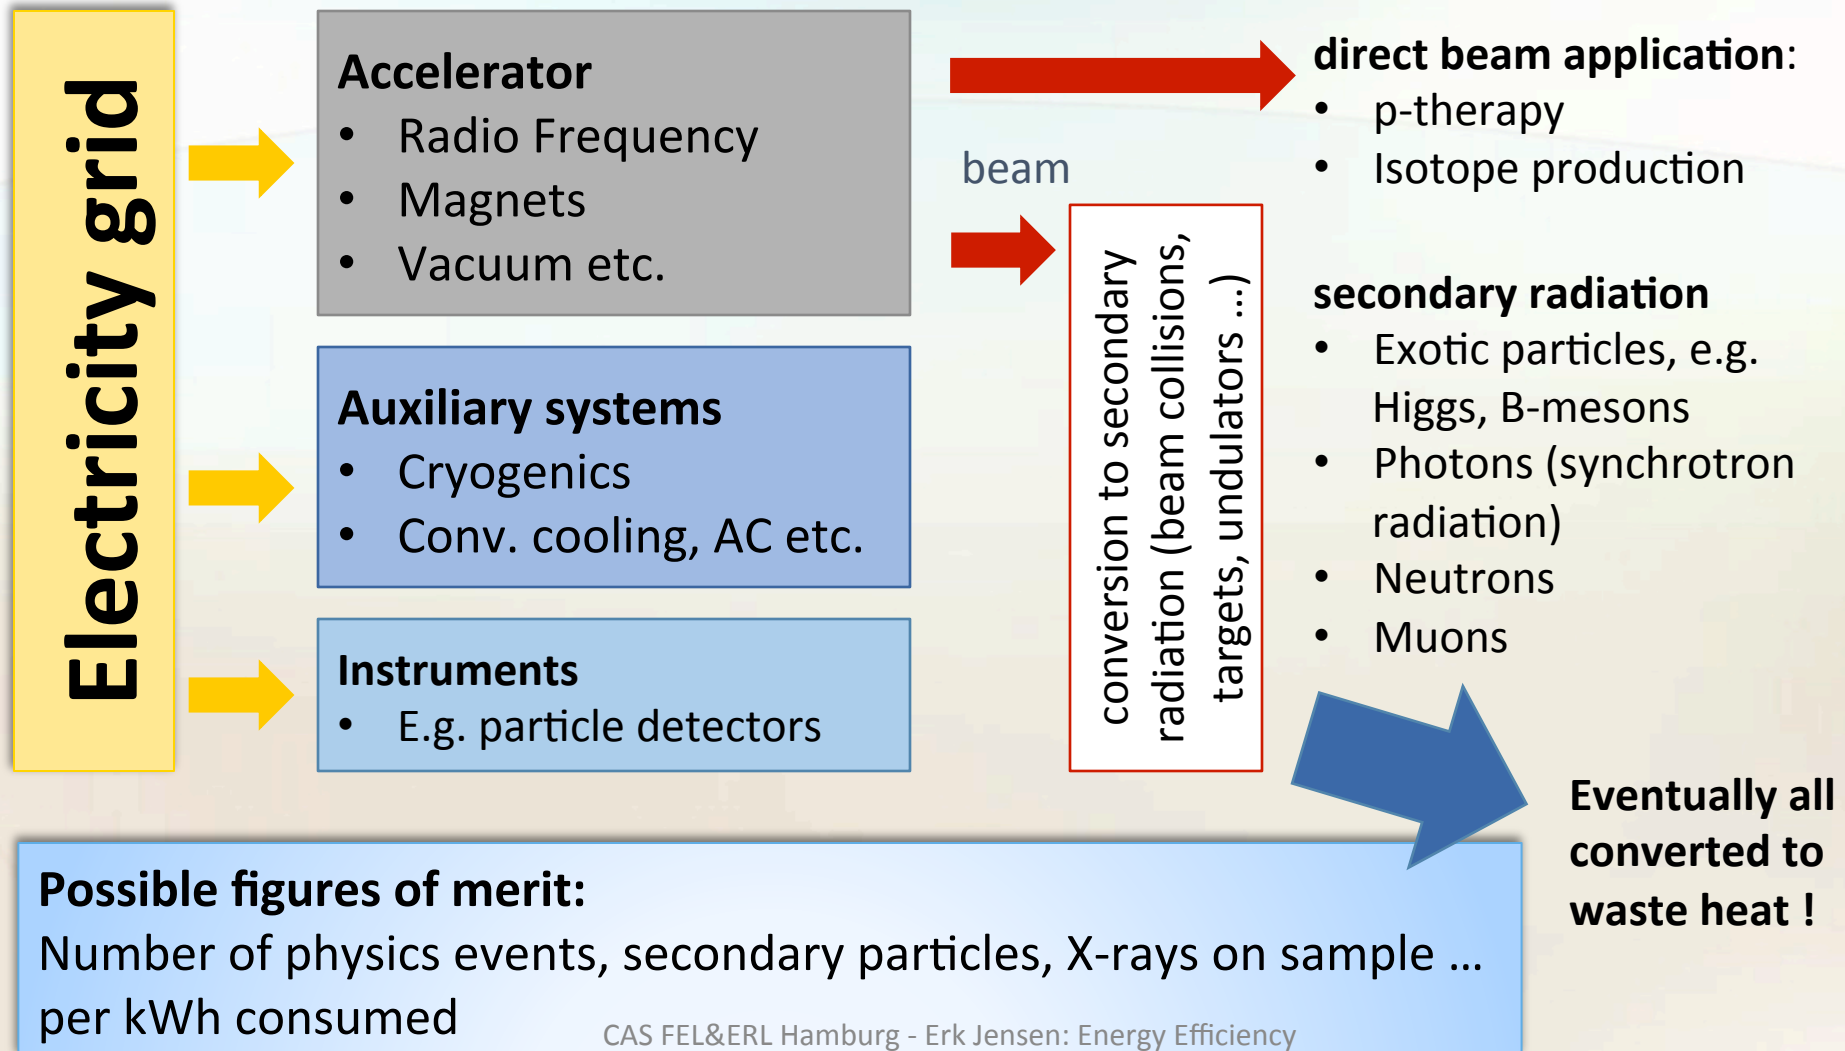 Electricity grid
Accelerator
• Radio Frequency
• Magnets
• Vacuum etc.
Auxiliary systems
• Cryogenics
• Conv. cooling, AC etc.
Instruments
• E.g. particle detectors
beam
conversion to secondary
radiation (beam collisions,
targets, undulators ...)
direct beam application:
• p-therapy
• Isotope production
secondary radiation
• Exotic particles, e.g.
Higgs, B-mesons
• Photons (synchrotron
radiation)
• Neutrons
• Muons
Eventually all
converted to
waste heat !
Possible figures of merit:
Number of physics events, secondary particles, X-rays on sample ...
per kWh consumed
CAS FEL&ERL Hamburg - Erk Jensen: Energy Efficiency